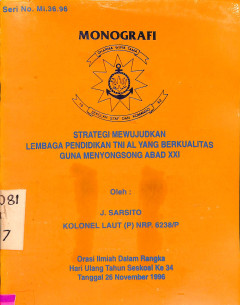 Seri No. MI.36.96
MONOGRAFI
STRATEGI MEWUJUDKAN
LEMBAGA PENDIDIKAN TNI AL YANG BERKUALITAS
GUNA MENYONGSONG ABAD XXI
Oleh :
J. SARSITO
KOLONEL LAUT (P) NRP. 6238/P
081
7
Orasi Ilmiah Dalam Rangka
Hari Ulang Tahun Seskoal Ke 34
Tanggal 26 November 1996